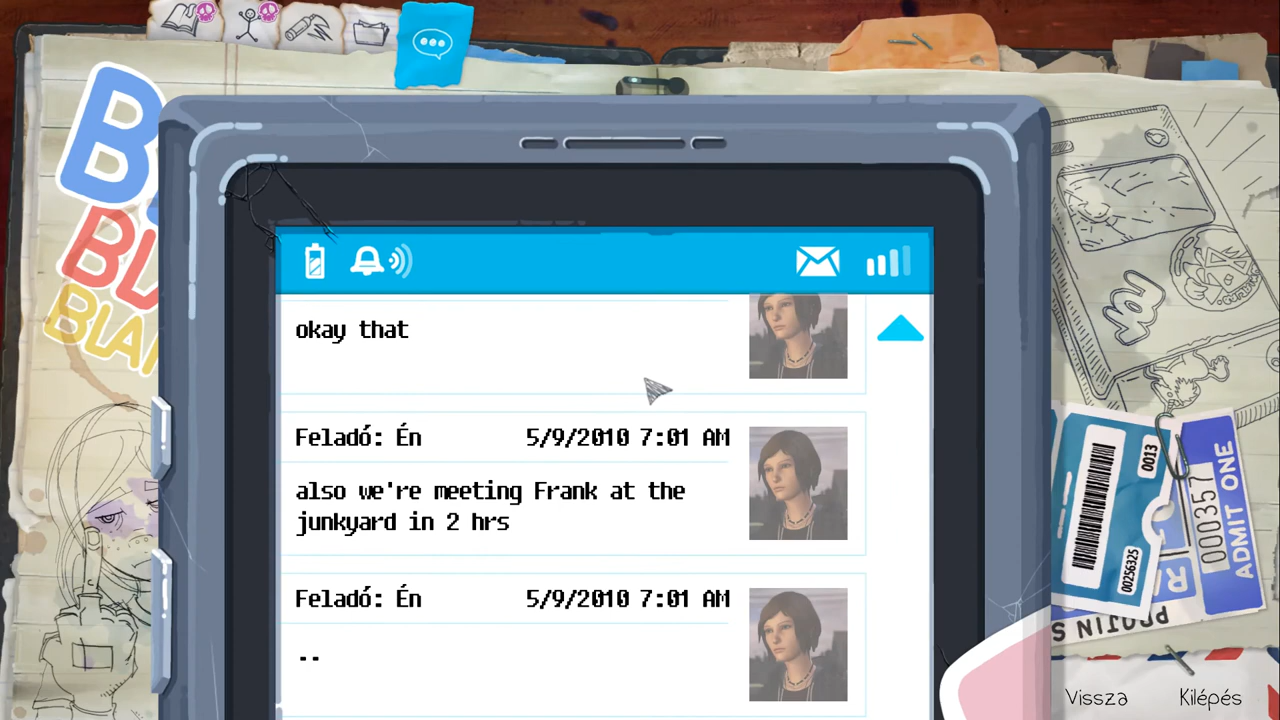 okay that
Feladó: Én 5/9/2010 7:01 AM
also we're meeting Frank at the
junkyard in 2 hrs
Feladó: Én 5/9/2010 7:01 AM
..
0013
00256325
000357
ADMIT ONE
Vissza
Kilépés